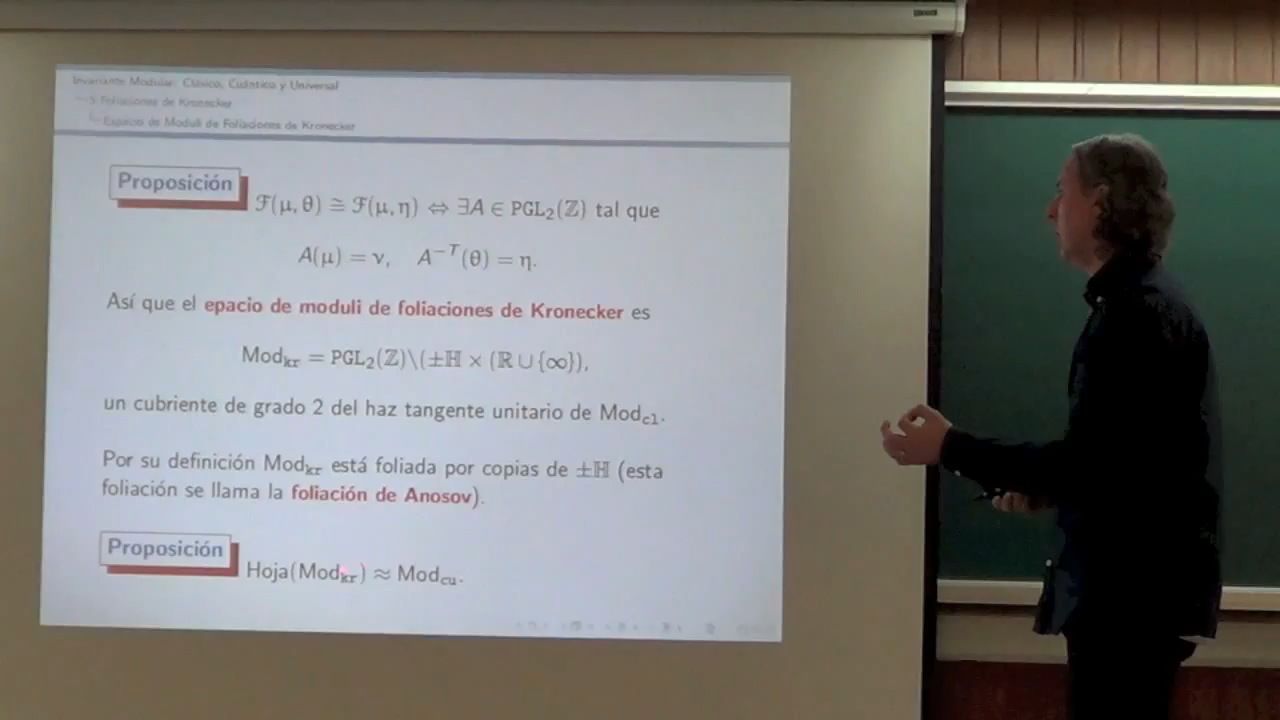 Invariante Modular: Clásico, Cuántico y Universal
5 Foliaciones de Kronecker
Espacio de Moduli de Foliaciones de Kronecker
Proposición
ℱ(μ, θ) ≅ ℱ(μ, η) ⇔ ∃A ∈ PGL₂(ℤ) tal que
A(μ) = ν, A⁻ᵀ(θ) = η.
Así que el epacio de moduli de foliaciones de Kronecker es
Mod_kr = PGL₂(ℤ)\(±ℍ × (ℝ ∪ {∞}),
un cubriente de grado 2 del haz tangente unitario de Mod_cl.
Por su definición Mod_kr está foliada por copias de ±ℍ (esta
foliación se llama la foliación de Anosov).
Proposición
Hoja(Mod_kr) ≈ Mod_cu.